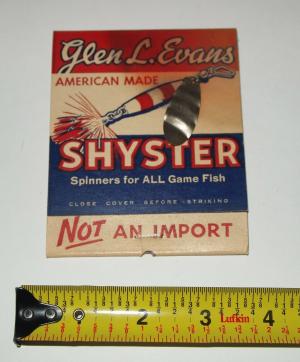 Glen L. Evans
AMERICAN MADE
SHYSTER
Spinners for ALL Game Fish
CLOSE COVER BEFORE STRIKING
NOT AN IMPORT
2 3 4
Lufkin